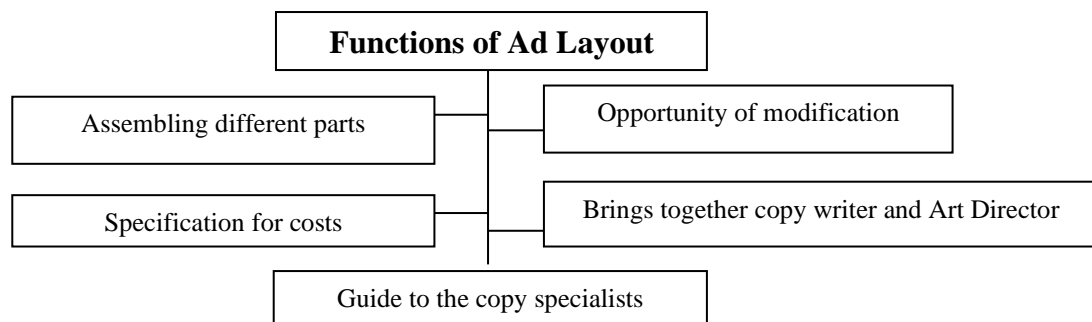 Functions of Ad Layout
Assembling different parts
Opportunity of modification
Specification for costs
Brings together copy writer and Art Director
Guide to the copy specialists